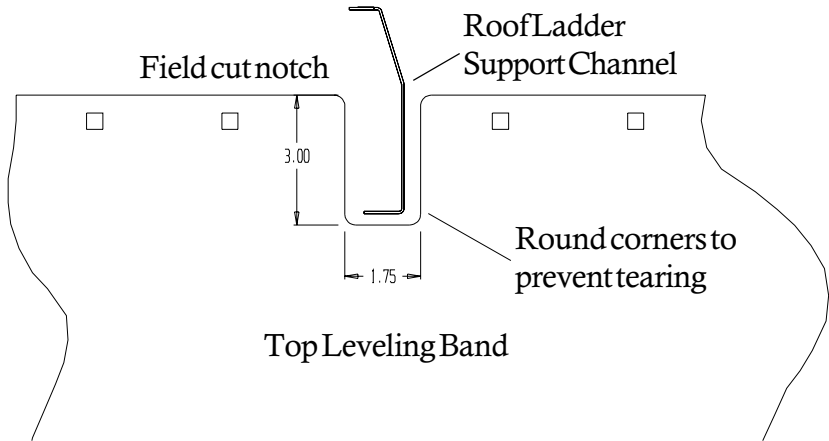 Roof Ladder
Support Channel
Field cut notch
3.00
Round corners to
prevent tearing
1.75
Top Leveling Band